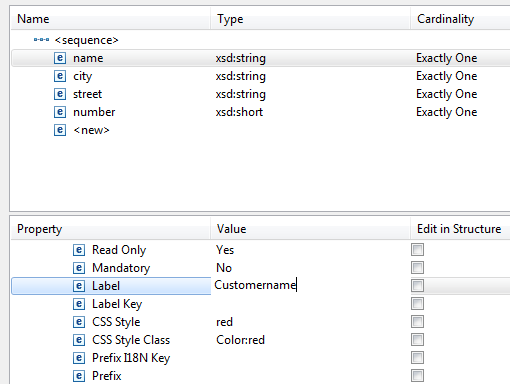 Name Type Cardinality
<sequence>
e name xsd:string Exactly One
e city xsd:string Exactly One
e street xsd:string Exactly One
e number xsd:short Exactly One
e <new>
Property Value Edit in Structure
e Read Only Yes
e Mandatory No
e Label Customername
e Label Key
e CSS Style red
e CSS Style Class Color:red
e Prefix I18N Key
e Prefix